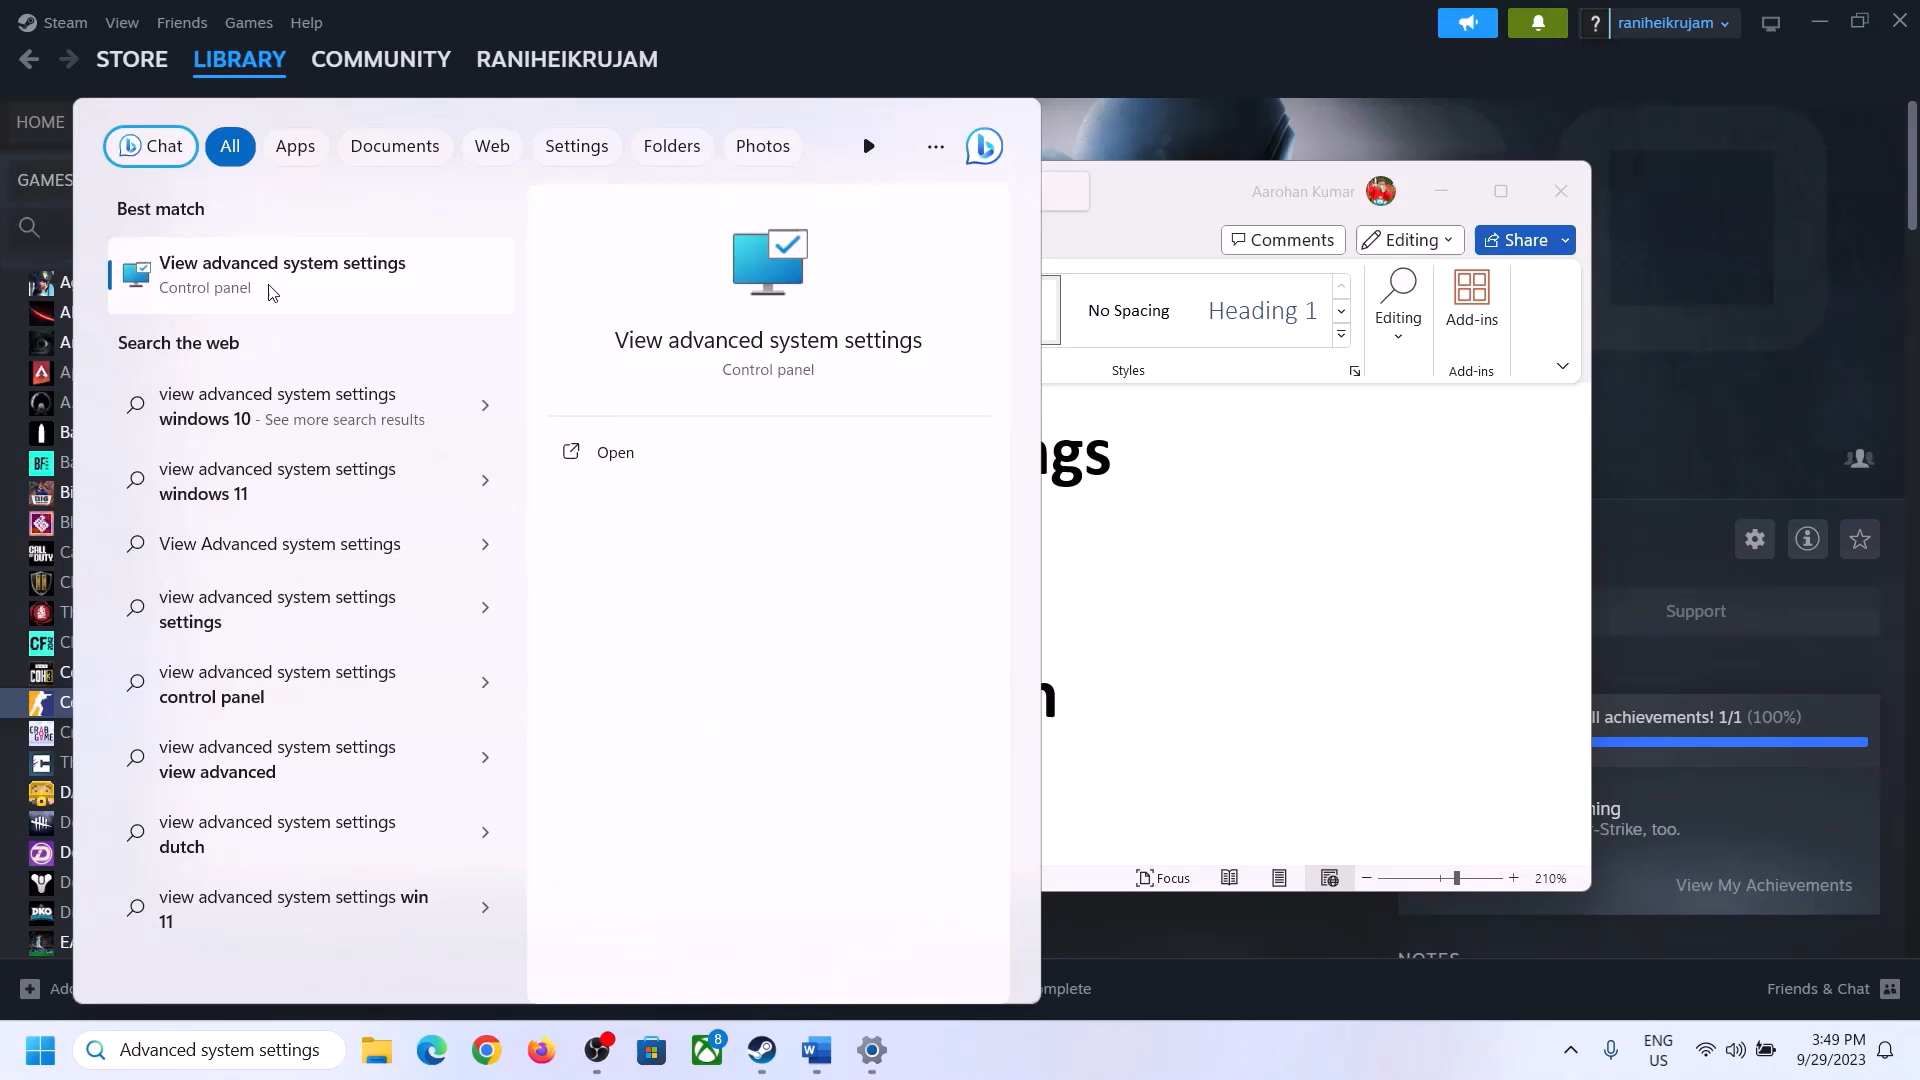 Steam View Friends Games Help
raniheikrujam
STORE LIBRARY COMMUNITY RANIHEIKRUJAM
HOME
GAMES
Chat All Apps Documents Web Settings Folders Photos
Best match
View advanced system settings
Control panel
Search the web
view advanced system settings
windows 10 - See more search results
view advanced system settings
windows 11
View Advanced system settings
view advanced system settings
settings
view advanced system settings
control panel
view advanced system settings
view advanced
view advanced system settings
dutch
view advanced system settings win
11
View advanced system settings
Control panel
Open
Aarohan Kumar
Comments Editing Share
No Spacing Heading 1
Editing
Add-ins
Styles
Add-ins
ngs
n
Focus
210%
Support
ll achievements! 1/1 (100%)
ning
-Strike, too.
View My Achievements
NOTES
Add
mplete
Friends & Chat
Advanced system settings
8
ENG
US
3:49 PM
9/29/2023